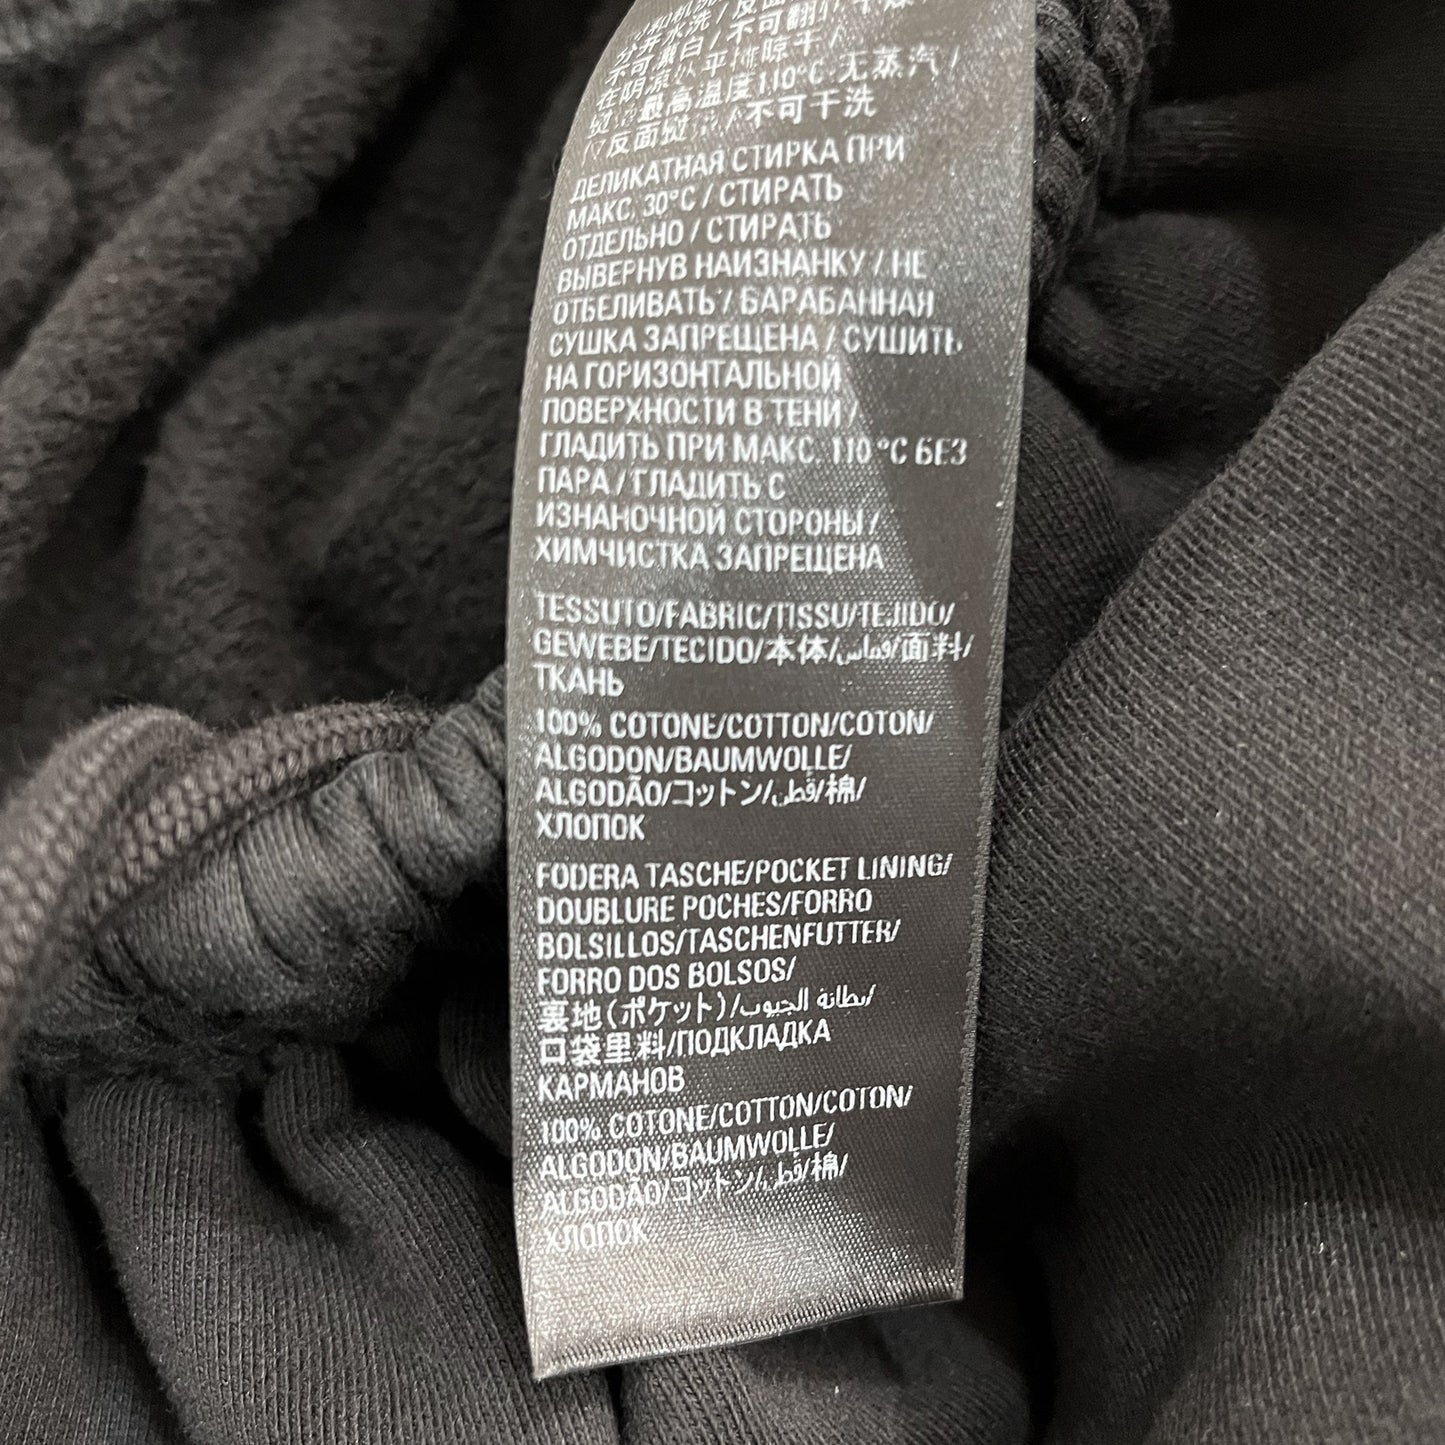 分开水洗/反面
不可漂白/不可翻
在阴凉处平摊晾干/
最高温度110°C.无蒸汽/
反面熨 /不可干洗
ДЕЛИКАТНАЯ СТИРКА ПРИ
МАКС. 30°C / СТИРАТЬ
ОТДЕЛЬНО / СТИРАТЬ
ВЫВЕРНУВ НАИЗНАНКУ / НЕ
ОТБЕЛИВАТЬ / БАРАБАННАЯ
СУШКА ЗАПРЕЩЕНА / СУШИТЬ
НА ГОРИЗОНТАЛЬНОЙ
ПОВЕРХНОСТИ В ТЕНИ /
ГЛАДИТЬ ПРИ МАКС. 110 °C БЕЗ
ПАРА / ГЛАДИТЬ С
ИЗНАНОЧНОЙ СТОРОНЫ /
ХИМЧИСТКА ЗАПРЕЩЕНА
TESSUTO/FABRIC/TISSU/TEJIDO/
GEWEBE/TECIDO/本体/قماش/面料/
ТКАНЬ
100% COTONE/COTTON/COTON/
ALGODON/BAUMWOLLE/
ALGODÃO/コットン/قطن/棉/
ХЛОПОК
FODERA TASCHE/POCKET LINING/
DOUBLURE POCHES/FORRO
BOLSILLOS/TASCHENFUTTER/
FORRO DOS BOLSOS/
裏地(ポケット)/بطانة الجيوب/
口袋里料/ПОДКЛАДКА
КАРМАНОВ
100% COTONE/COTTON/COTON/
ALGODON/BAUMWOLLE/
ALGODÃO/コットン/قطن/棉/
ХЛОПОК